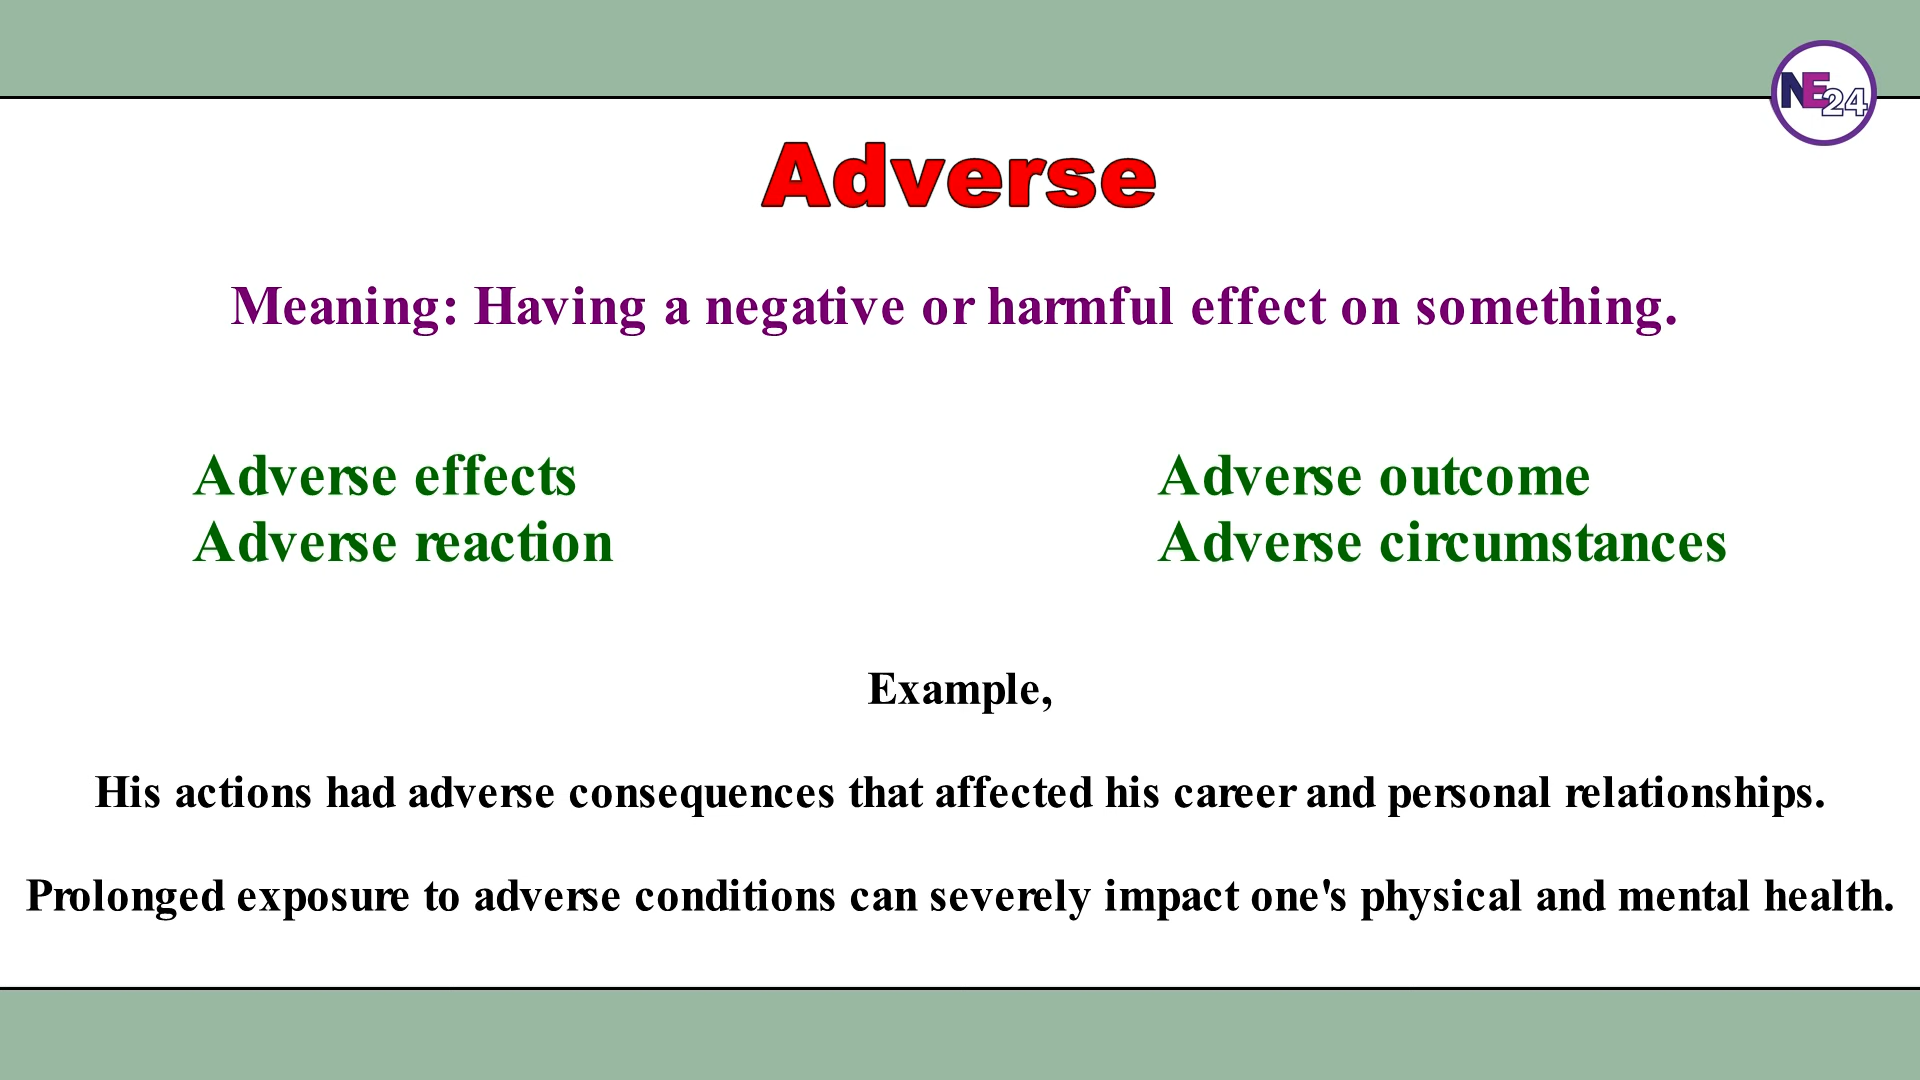 NE24
Adverse
Meaning: Having a negative or harmful effect on something.
Adverse effects
Adverse reaction
Adverse outcome
Adverse circumstances
Example,
His actions had adverse consequences that affected his career and personal relationships.
Prolonged exposure to adverse conditions can severely impact one's physical and mental health.